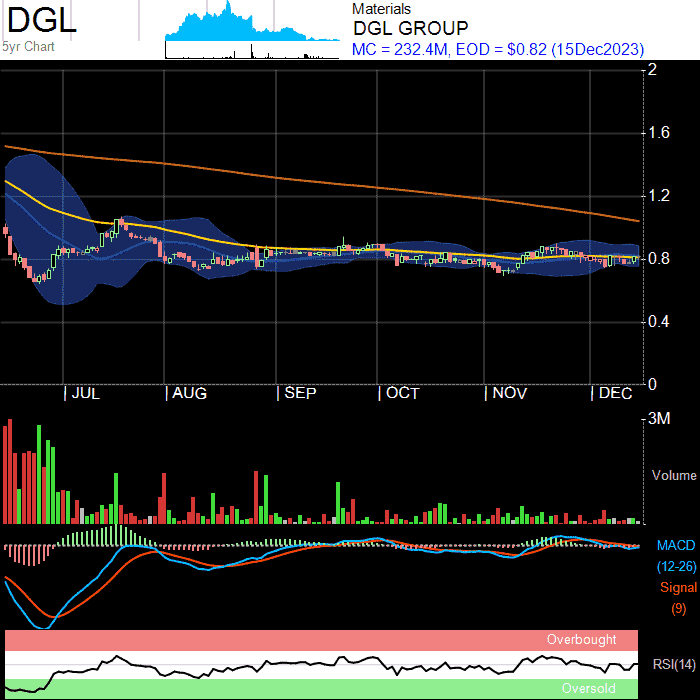 DGL
5yr Chart
Materials
DGL GROUP
MC = 232.4M, EOD = $0.82 (15Dec2023)
2
1.6
1.2
0.8
0.4
0
| JUL | AUG | SEP | OCT | NOV | DEC
3M
Volume
MACD
(12-26)
Signal
(9)
Overbought
RSI(14)
Oversold